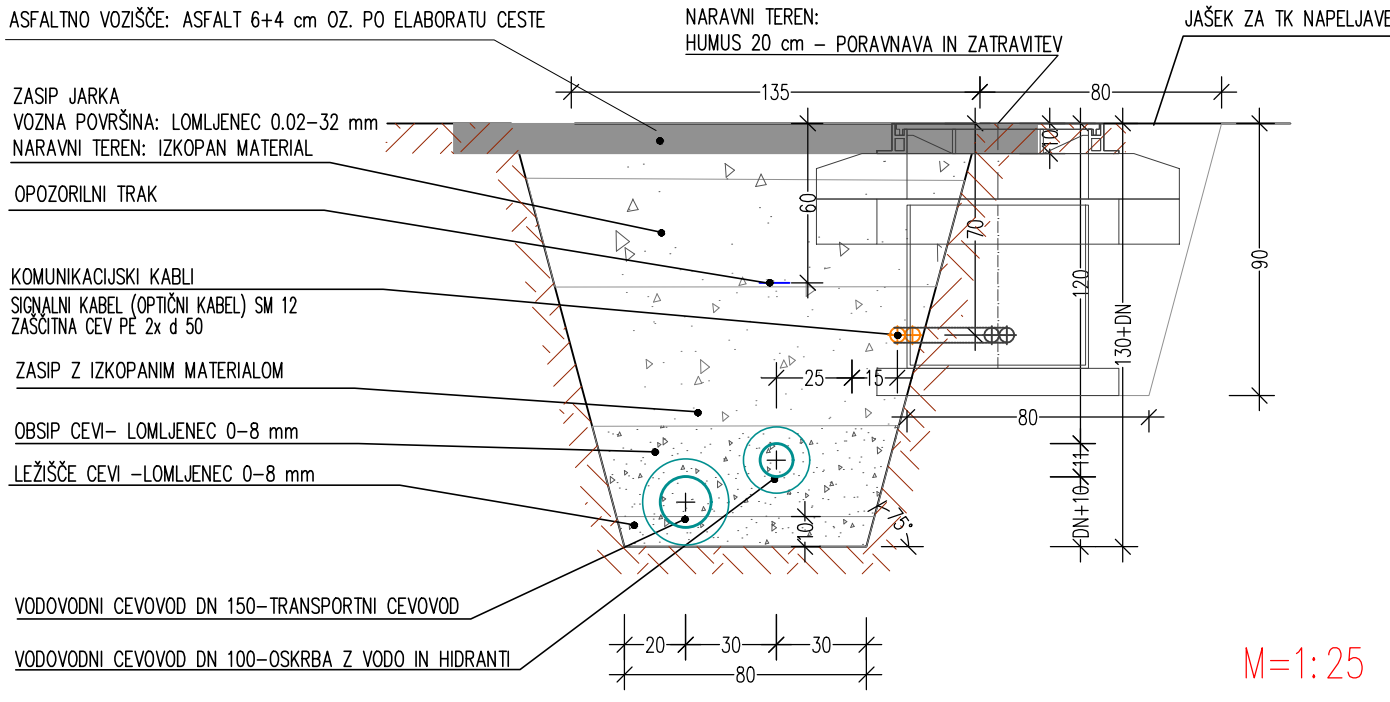 ASFALTNO VOZIŠČE: ASFALT 6+4 cm OZ. PO ELABORATU CESTE
NARAVNI TEREN:
HUMUS 20 cm – PORAVNAVA IN ZATRAVITEV
JAŠEK ZA TK NAPELJAVE
ZASIP JARKA
VOZNA POVRŠINA: LOMLJENEC 0.02–32 mm
NARAVNI TEREN: IZKOPAN MATERIAL
OPOZORILNI TRAK
KOMUNIKACIJSKI KABLI
SIGNALNI KABEL (OPTIČNI KABEL) SM 12
ZAŠČITNA CEV PE 2x d 50
ZASIP Z IZKOPANIM MATERIALOM
OBSIP CEVI– LOMLJENEC 0–8 mm
LEŽIŠČE CEVI –LOMLJENEC 0–8 mm
VODOVODNI CEVOVOD DN 150–TRANSPORTNI CEVOVOD
VODOVODNI CEVOVOD DN 100–OSKRBA Z VODO IN HIDRANTI
135
80
10
60
70
120
130+DN
90
25
15
80
11
DN+10
10
75°
20
30
30
80
M=1:25